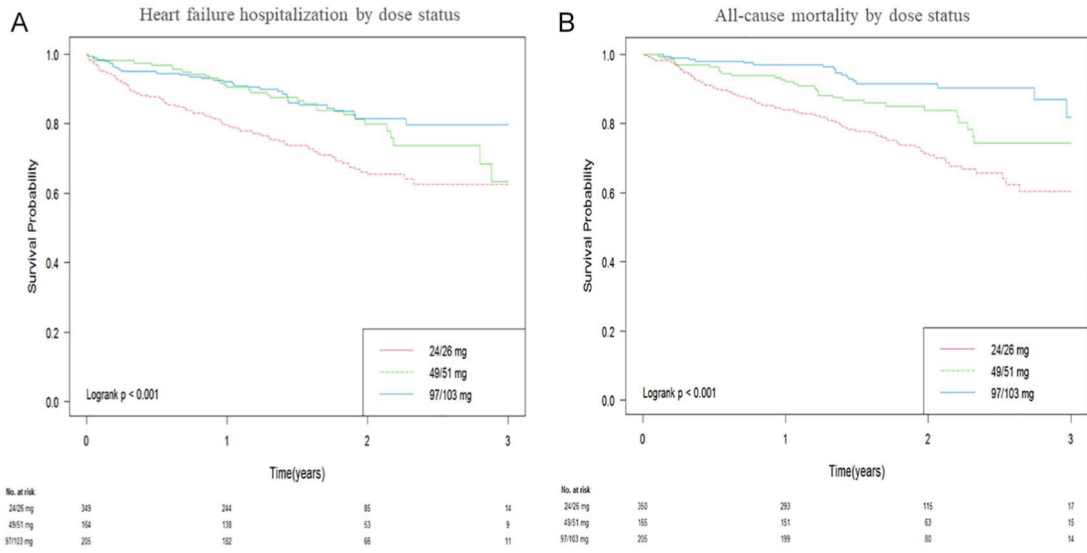 A
Heart failure hospitalization by dose status
Survival Probability
1.0
0.8
0.6
0.4
0.2
0.0
24/26 mg
49/51 mg
97/103 mg
Logrank p < 0.001
0 1 2 3
Time(years)
No. at risk
24/26 mg 349 244 85 14
49/51 mg 164 138 53 9
97/103 mg 205 182 66 11
B
All-cause mortality by dose status
Survival Probability
1.0
0.8
0.6
0.4
0.2
0.0
24/26 mg
49/51 mg
97/103 mg
Logrank p < 0.001
0 1 2 3
Time(years)
No. at risk
24/26 mg 350 293 115 17
49/51 mg 165 151 63 15
97/103 mg 205 199 80 14